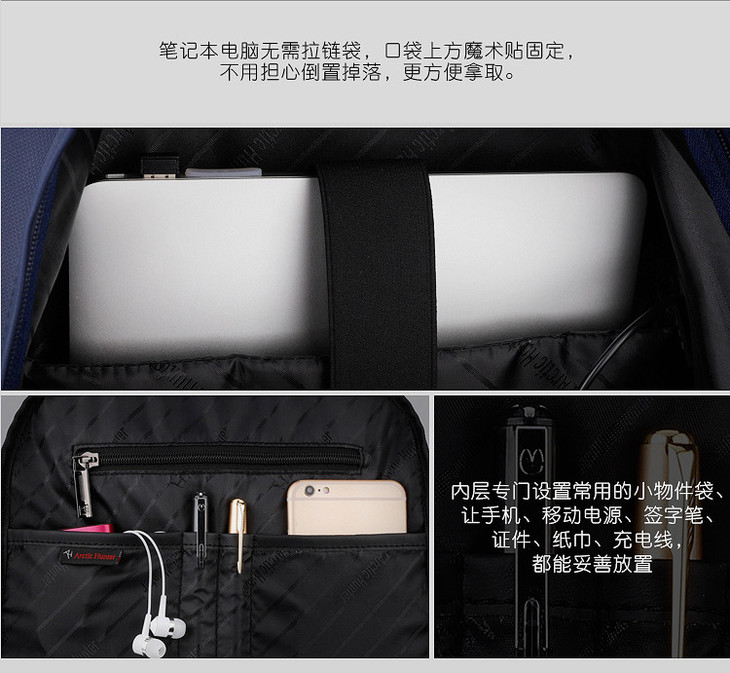 笔记本电脑无需拉链袋，口袋上方魔术贴固定，
不用担心倒置掉落，更方便拿取。
Arctic Hunter
内层专门设置常用的小物件袋、
让手机、移动电源、签字笔、
证件、纸巾、充电线，
都能妥善放置